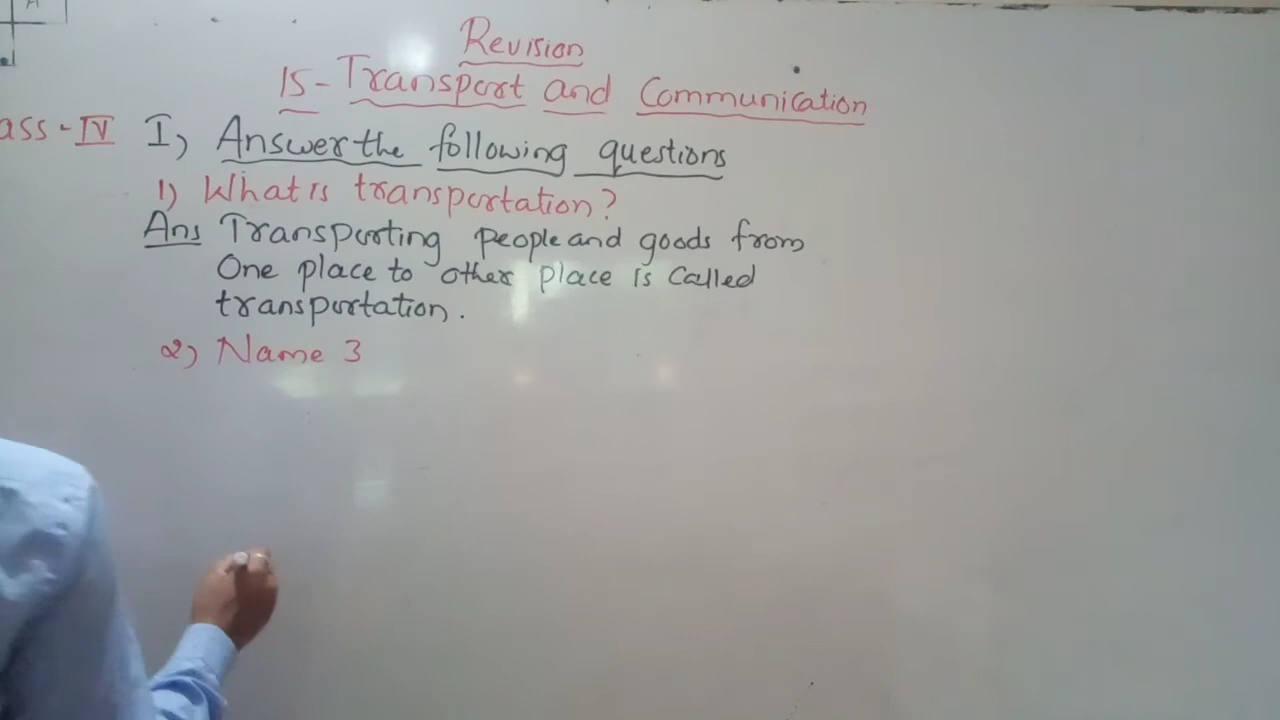 Revision
15-Transport and Communication
ass-IV I) Answer the following questions
1) What is transportation?
Ans Transporting people and goods from
One place to other place is called
transportation.
2) Name 3